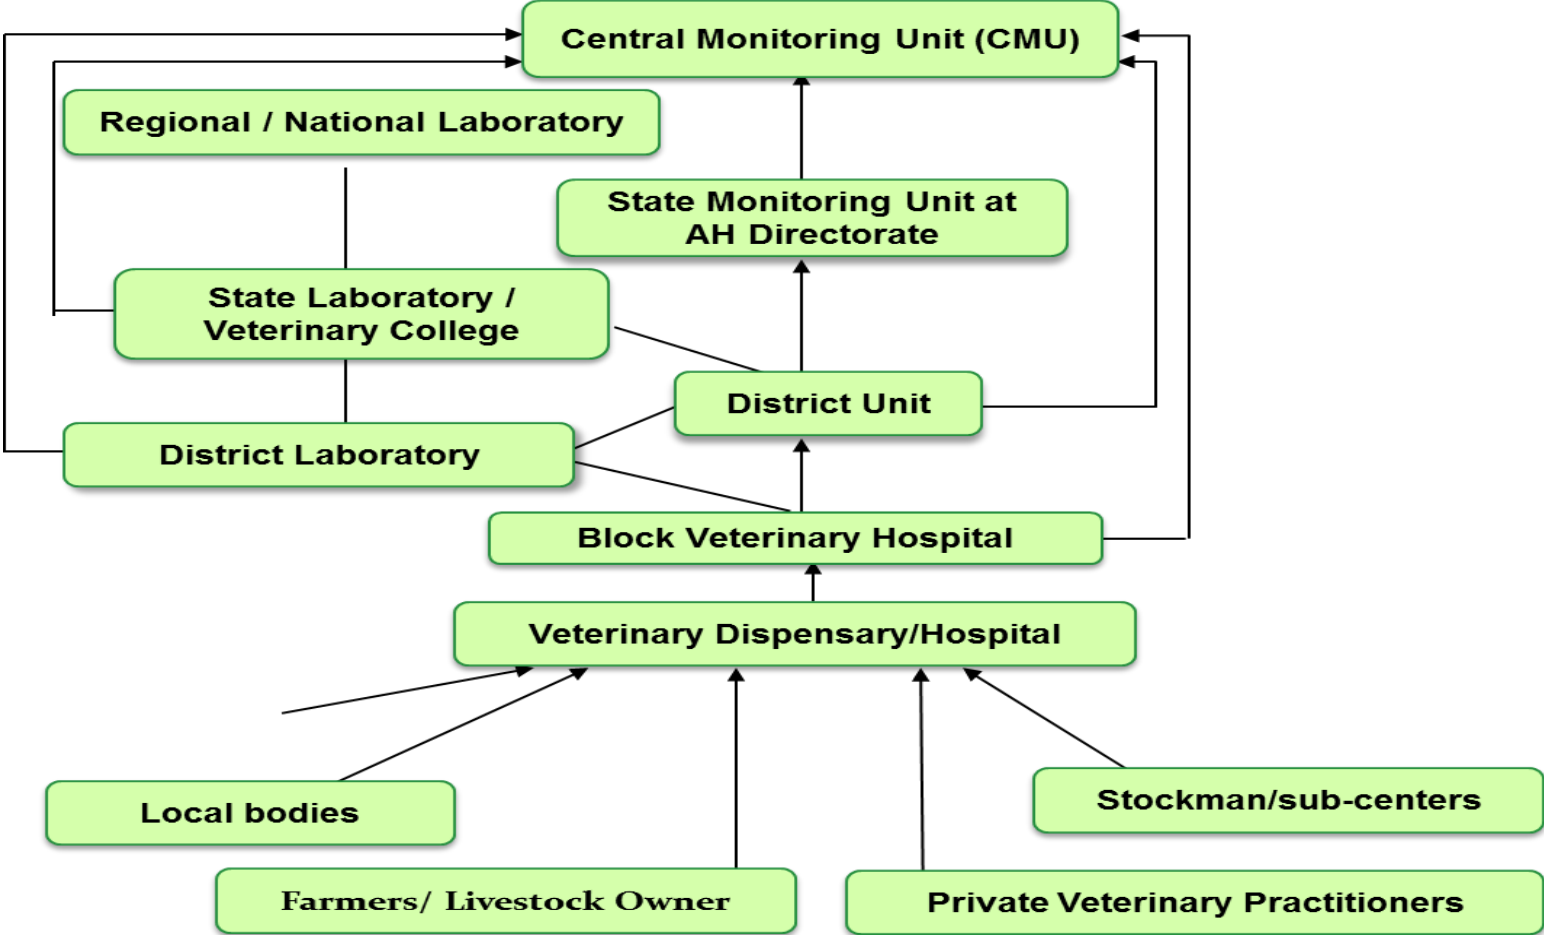 Central Monitoring Unit (CMU)
Regional / National Laboratory
State Monitoring Unit at
AH Directorate
State Laboratory /
Veterinary College
District Unit
District Laboratory
Block Veterinary Hospital
Veterinary Dispensary/Hospital
Local bodies
Stockman/sub-centers
Farmers/ Livestock Owner
Private Veterinary Practitioners